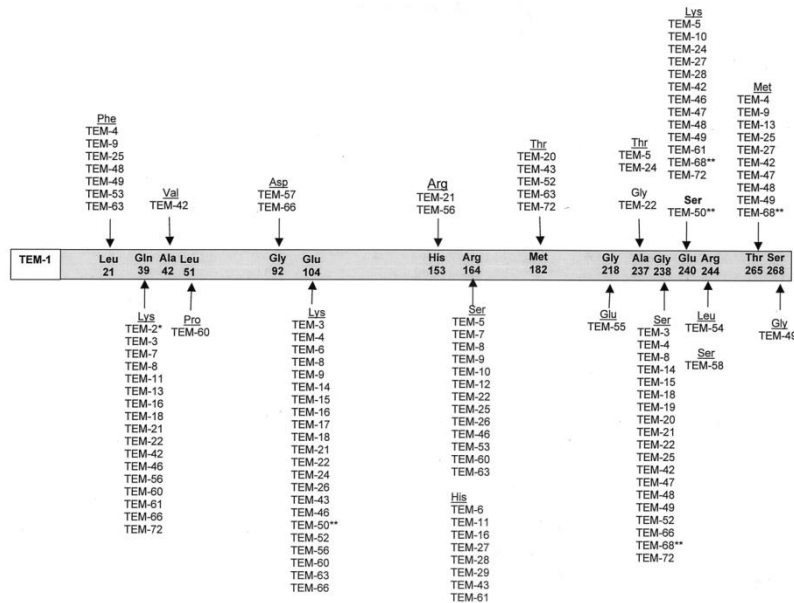 Phe
TEM-4
TEM-9
TEM-25
TEM-48
TEM-49
TEM-53
TEM-63
Val
TEM-42
Asp
TEM-57
TEM-66
Arg
TEM-21
TEM-56
Thr
TEM-20
TEM-43
TEM-52
TEM-63
TEM-72
Thr
TEM-5
TEM-24
Gly
TEM-22
Lys
TEM-5
TEM-10
TEM-24
TEM-27
TEM-28
TEM-42
TEM-46
TEM-47
TEM-48
TEM-49
TEM-61
TEM-68**
TEM-72
Ser
TEM-50**
Met
TEM-4
TEM-9
TEM-13
TEM-25
TEM-27
TEM-42
TEM-47
TEM-48
TEM-49
TEM-68**
TEM-1
Leu Gln Ala Leu Gly Glu His Arg Met Gly Ala Gly Glu Arg Thr Ser
21 39 42 51 92 104 153 164 182 218 237 238 240 244 265 268
Lys
TEM-2*
TEM-3
TEM-7
TEM-8
TEM-11
TEM-13
TEM-16
TEM-18
TEM-21
TEM-22
TEM-42
TEM-46
TEM-56
TEM-60
TEM-61
TEM-66
TEM-72
Pro
TEM-60
Lys
TEM-3
TEM-4
TEM-6
TEM-8
TEM-9
TEM-14
TEM-15
TEM-16
TEM-17
TEM-18
TEM-21
TEM-22
TEM-24
TEM-26
TEM-43
TEM-46
TEM-50**
TEM-52
TEM-56
TEM-60
TEM-63
TEM-66
Ser
TEM-5
TEM-7
TEM-8
TEM-9
TEM-10
TEM-12
TEM-22
TEM-25
TEM-26
TEM-46
TEM-53
TEM-60
TEM-63
His
TEM-6
TEM-11
TEM-16
TEM-27
TEM-28
TEM-29
TEM-43
TEM-61
Glu
TEM-55
Ser
TEM-3
TEM-4
TEM-8
TEM-14
TEM-15
TEM-18
TEM-19
TEM-20
TEM-21
TEM-22
TEM-25
TEM-42
TEM-47
TEM-48
TEM-49
TEM-52
TEM-66
TEM-68**
TEM-72
Leu
TEM-54
Ser
TEM-58
Gly
TEM-49